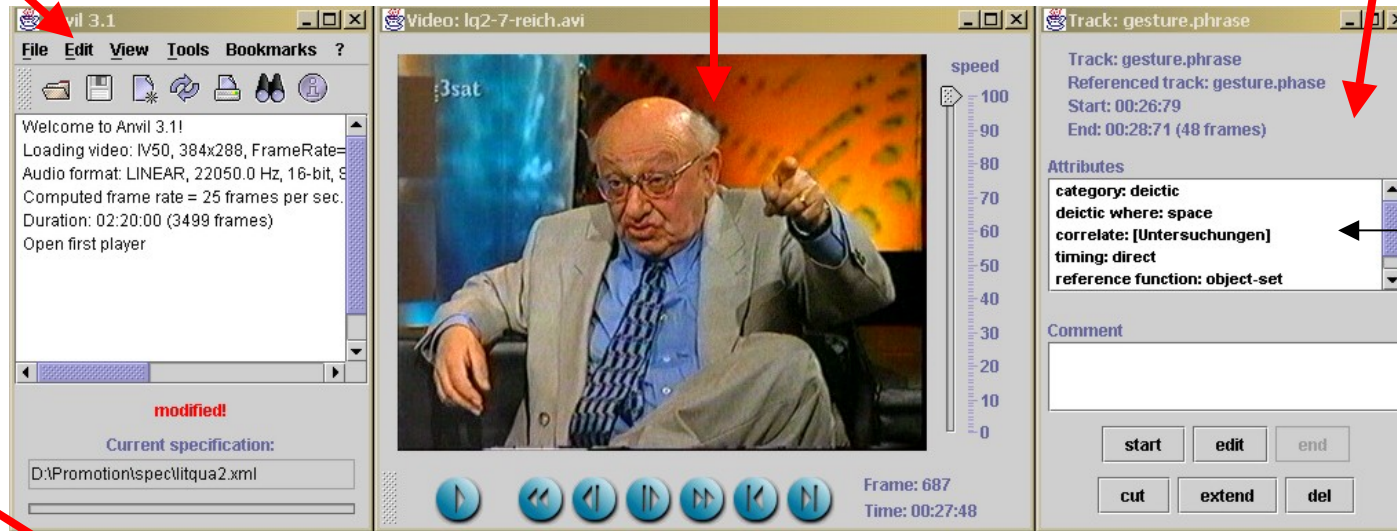 vil 3.1
File Edit View Tools Bookmarks ?
Welcome to Anvil 3.1!
Loading video: IV50, 384x288, FrameRate=
Audio format: LINEAR, 22050.0 Hz, 16-bit, S
Computed frame rate = 25 frames per sec.
Duration: 02:20:00 (3499 frames)
Open first player
modified!
Current specification:
D:\Promotion\spec\litqua2.xml
Video: lq2-7-reich.avi
3sat
speed
100
90
80
70
60
50
40
30
20
10
0
Frame: 687
Time: 00:27:48
Track: gesture.phrase
Track: gesture.phrase
Referenced track: gesture.phase
Start: 00:26:79
End: 00:28:71 (48 frames)
Attributes
category: deictic
deictic where: space
correlate: [Untersuchungen]
timing: direct
reference function: object-set
Comment
start edit end
cut extend del